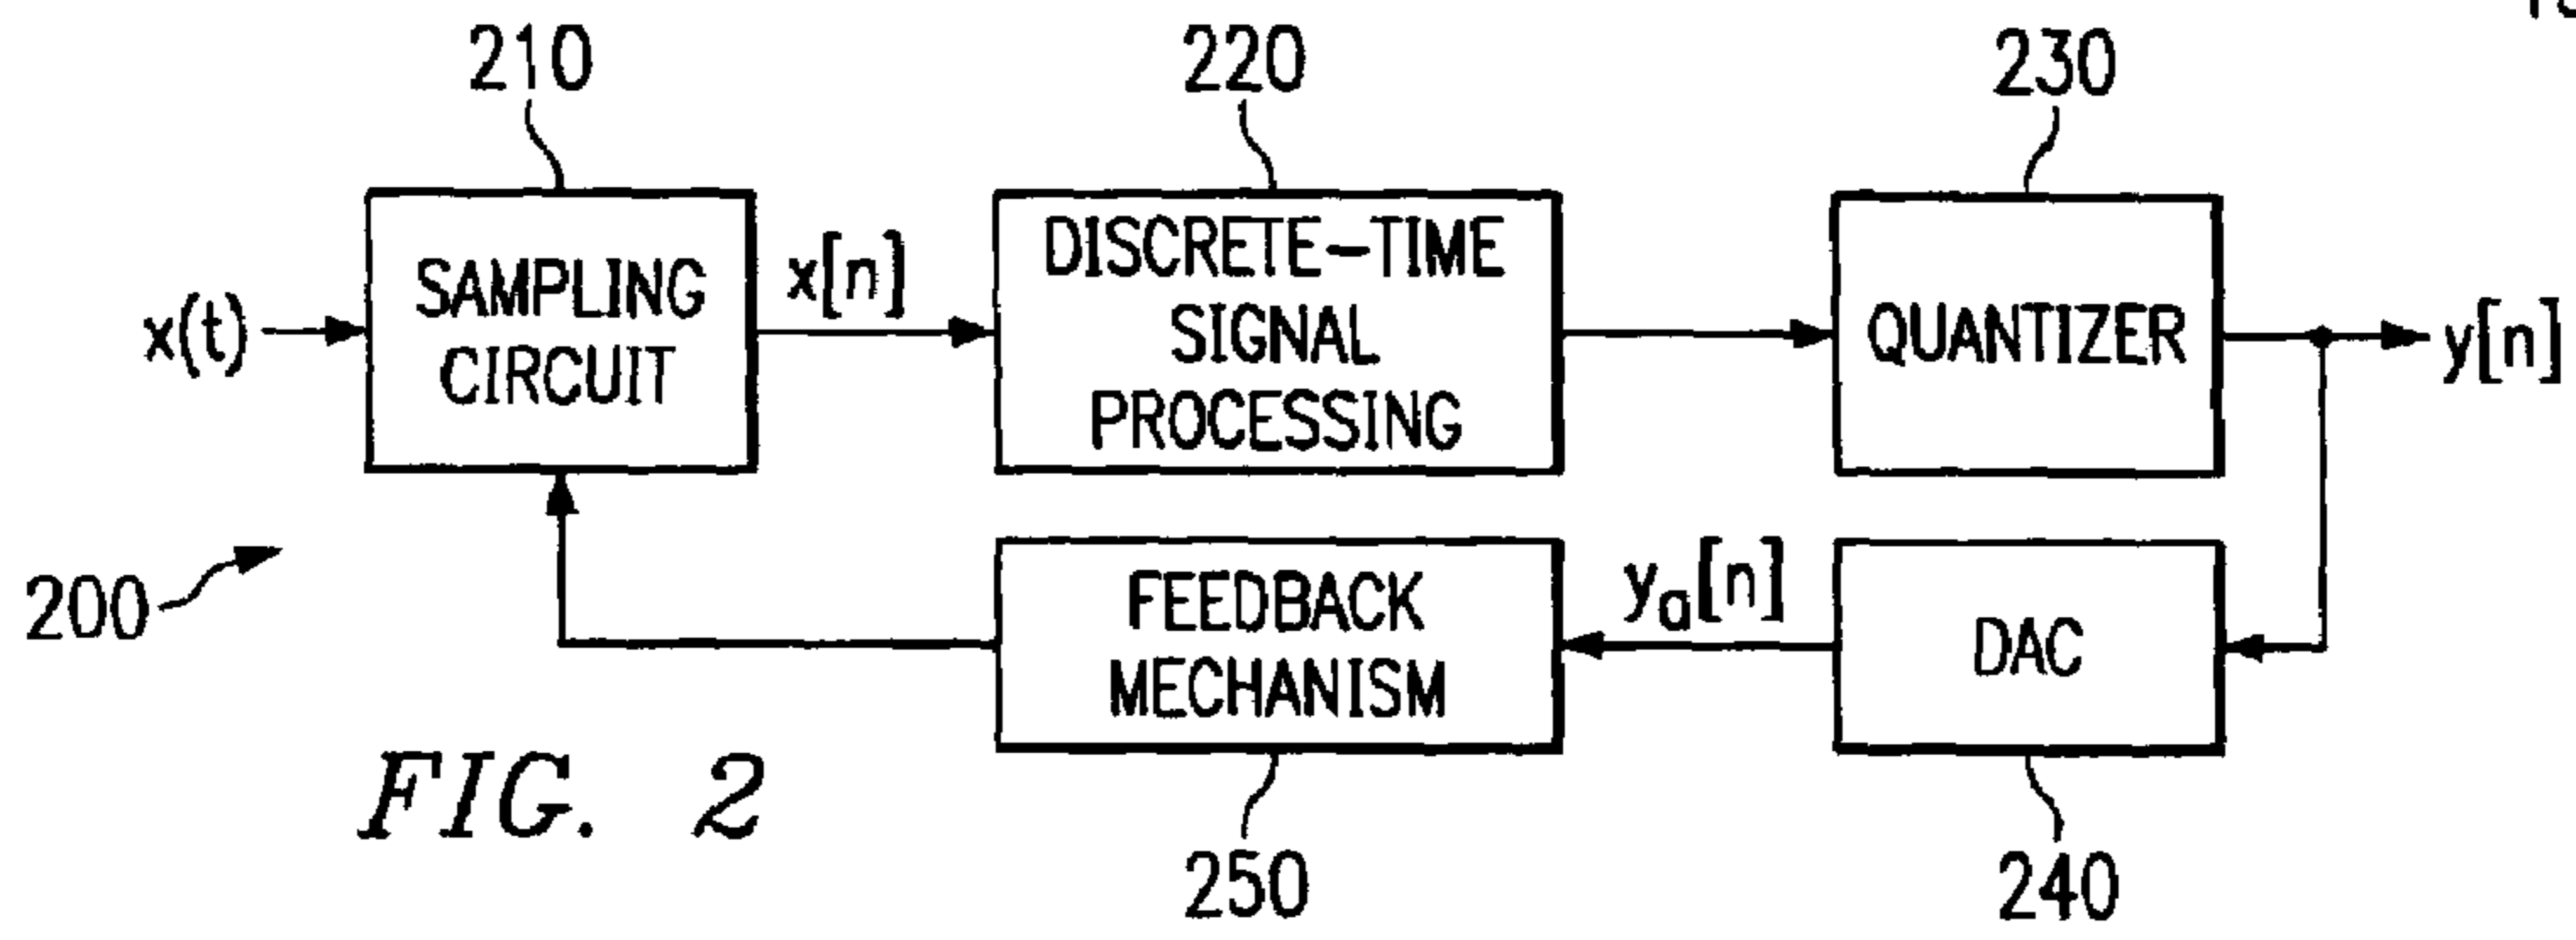 210
220
230
x(t)
SAMPLING
CIRCUIT
x[n]
DISCRETE-TIME
SIGNAL
PROCESSING
QUANTIZER
y[n]
200
FEEDBACK
MECHANISM
ya[n]
DAC
FIG. 2
250
240